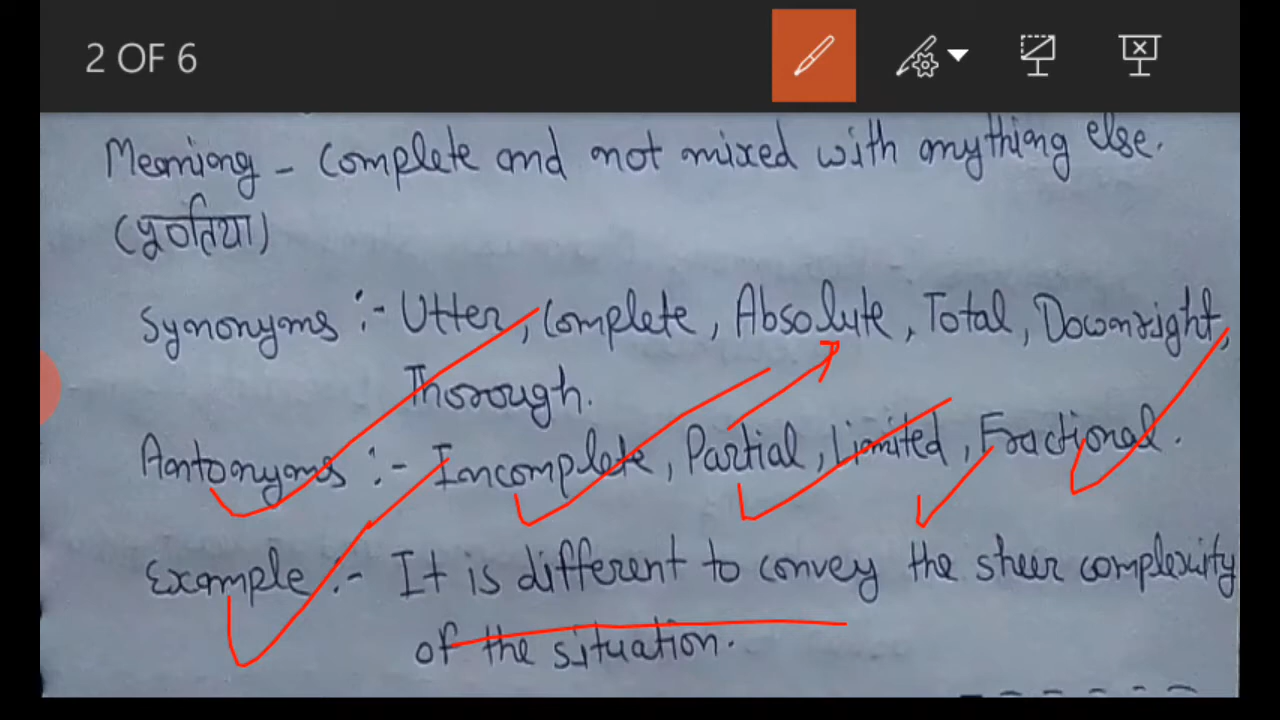 2 OF 6
Meaning - Complete and not mixed with anything else.
(पूर्णतिया)
Synonyms :- Utter, Complete, Absolute, Total, Downright,
Thorough.
Antonyms :- Incomplete, Partial, Limited, Fractional.
Example :- It is different to convey the sheer complexity
of the situation.